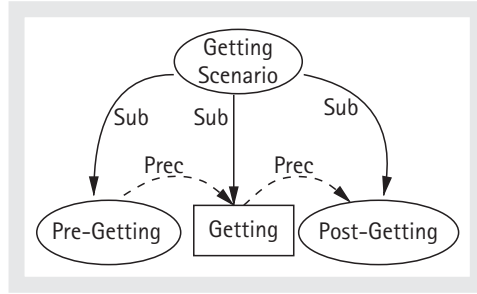 Getting
Scenario
Sub
Sub
Sub
Prec
Prec
Pre-Getting
Getting
Post-Getting